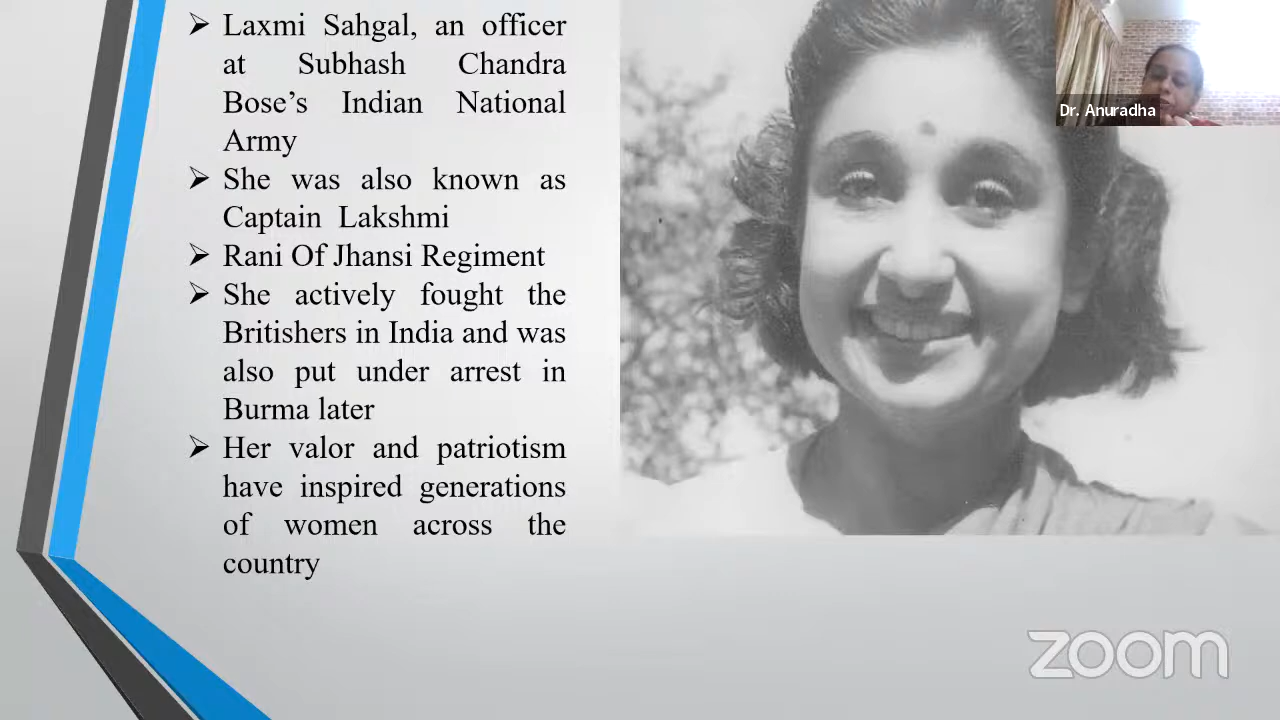 ➢ Laxmi Sahgal, an officer
at Subhash Chandra
Bose's Indian National
Army
➢ She was also known as
Captain Lakshmi
➢ Rani Of Jhansi Regiment
➢ She actively fought the
Britishers in India and was
also put under arrest in
Burma later
➢ Her valor and patriotism
have inspired generations
of women across the
country
Dr. Anuradha
zoom